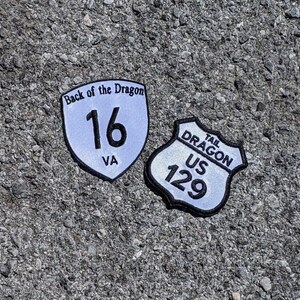 Back of the Dragon
16
VA
TAIL
DRAGON
US
129